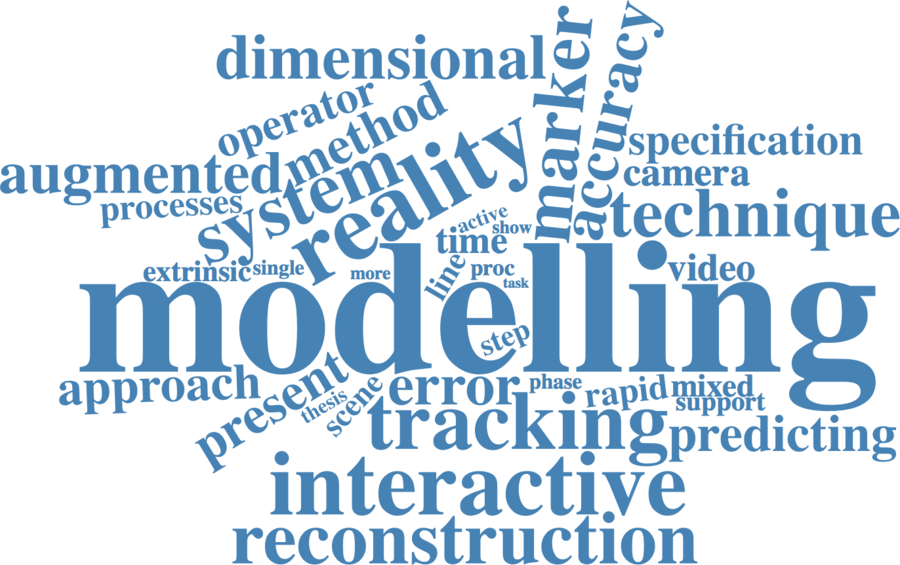 dimensional
marker
accuracy
operator
method
specification
augmented
reality
camera
processes
system
technique
active
show
time
extrinsic
single
more
line
proc
task
video
modelling
step
approach
present
thesis
scene
error
phase
rapid
mixed
support
tracking
predicting
interactive
reconstruction